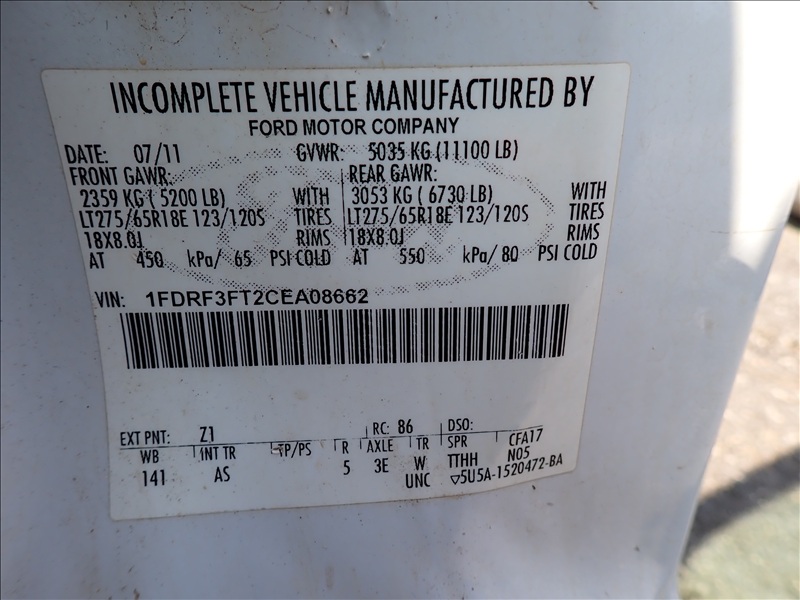 INCOMPLETE VEHICLE MANUFACTURED BY
FORD MOTOR COMPANY
DATE: 07/11 GVWR: 5035 KG (11100 LB)
FRONT GAWR: REAR GAWR:
2359 KG ( 5200 LB) WITH 3053 KG ( 6730 LB) WITH
LT275/65R18E 123/120S TIRES LT275/65R18E 123/120S TIRES
18X8.0J RIMS 18X8.0J RIMS
AT 450 kPa/ 65 PSI COLD AT 550 kPa/ 80 PSI COLD
VIN: 1FDRF3FT2CEA08662
EXT PNT: Z1 RC: 86 DSO:
WB INT TR TP/PS R AXLE TR SPR CFA17
141 AS 5 3E W TTHH N05
UNC ▽5U5A-1520472-BA